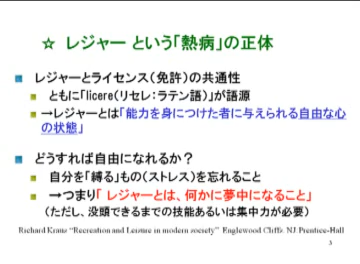 ☆ レジャー という「熱病」の正体
レジャーとライセンス（免許）の共通性
ともに「licere（リセレ：ラテン語）」が語源
→レジャーとは「能力を身につけた者に与えられる自由な心
の状態」
どうすれば自由になれるか？
自分を「縛る」もの（ストレス）を忘れること
→つまり「 レジャーとは、何かに夢中になること」
（ただし、没頭できるまでの技能あるいは集中力が必要）
Richard Kraus “Recreation and Leisure in modern society” Englewood Cliffs. NJ Prentice-Hall
3